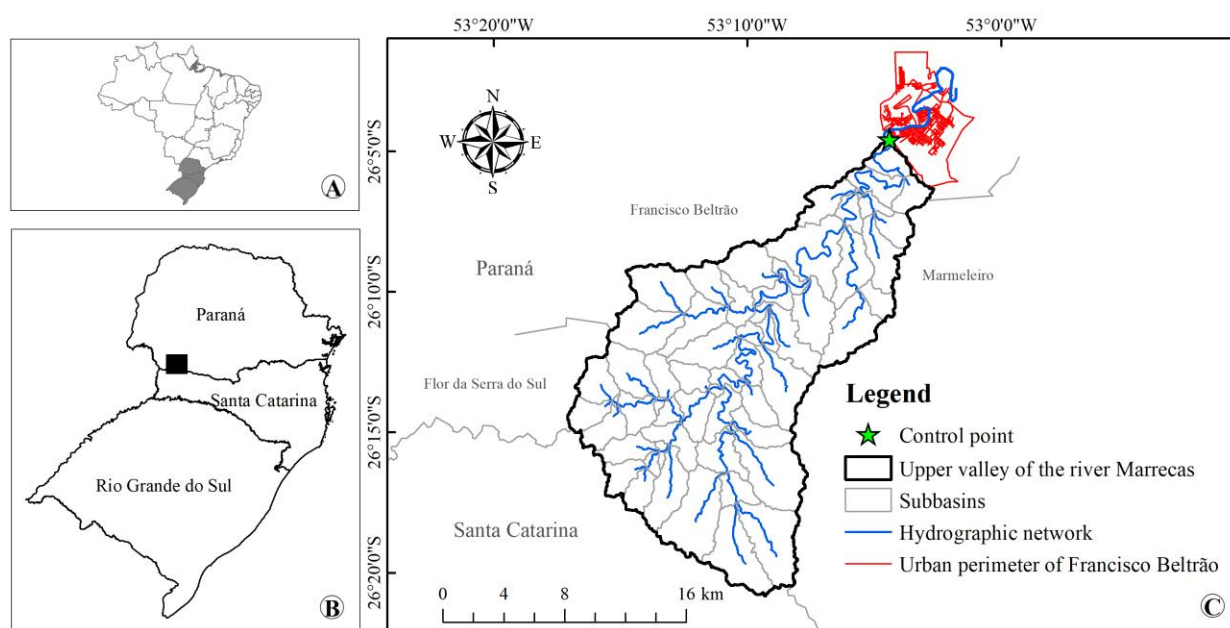 53°20'0"W
53°10'0"W
53°0'0"W
A
N
W
E
S
26°5'0"S
Francisco Beltrão
Paraná
Marmeleiro
26°10'0"S
B
Paraná
Santa Catarina
Rio Grande do Sul
Flor da Serra do Sul
26°15'0"S
Santa Catarina
26°20'0"S
0 4 8 16 km
Legend
Control point
Upper valley of the river Marrecas
Subbasins
Hydrographic network
Urban perimeter of Francisco Beltrão
C